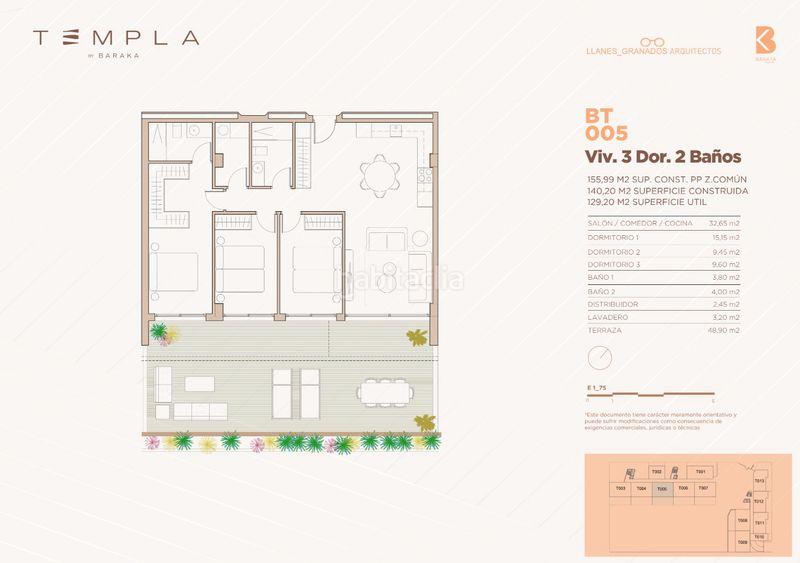 TEMPLA
BY BARAKA
LLANES_GRANADOS ARQUITECTOS
BARAKA
BT
005
Viv. 3 Dor. 2 Baños
155,99 M2 SUP. CONST. PP Z.COMÚN
140,20 M2 SUPERFICIE CONSTRUIDA
129,20 M2 SUPERFICIE UTIL
SALÓN / COMEDOR / COCINA 32,65 m2
DORMITORIO 1 15,15 m2
DORMITORIO 2 9,45 m2
DORMITORIO 3 9,60 m2
BAÑO 1 3,80 m2
BAÑO 2 4,00 m2
DISTRIBUIDOR 2,45 m2
LAVADERO 3,20 m2
TERRAZA 48,90 m2
E 1_75
0 1 5
*Este documento tiene carácter meramente orientativo y
puede sufrir modificaciones como consecuencia de
exigencias comerciales, jurídicas o técnicas
habitaclia
T002 T001
T003 T004 T005 T006 T007
T013
T012
T008 T011
T009 T010